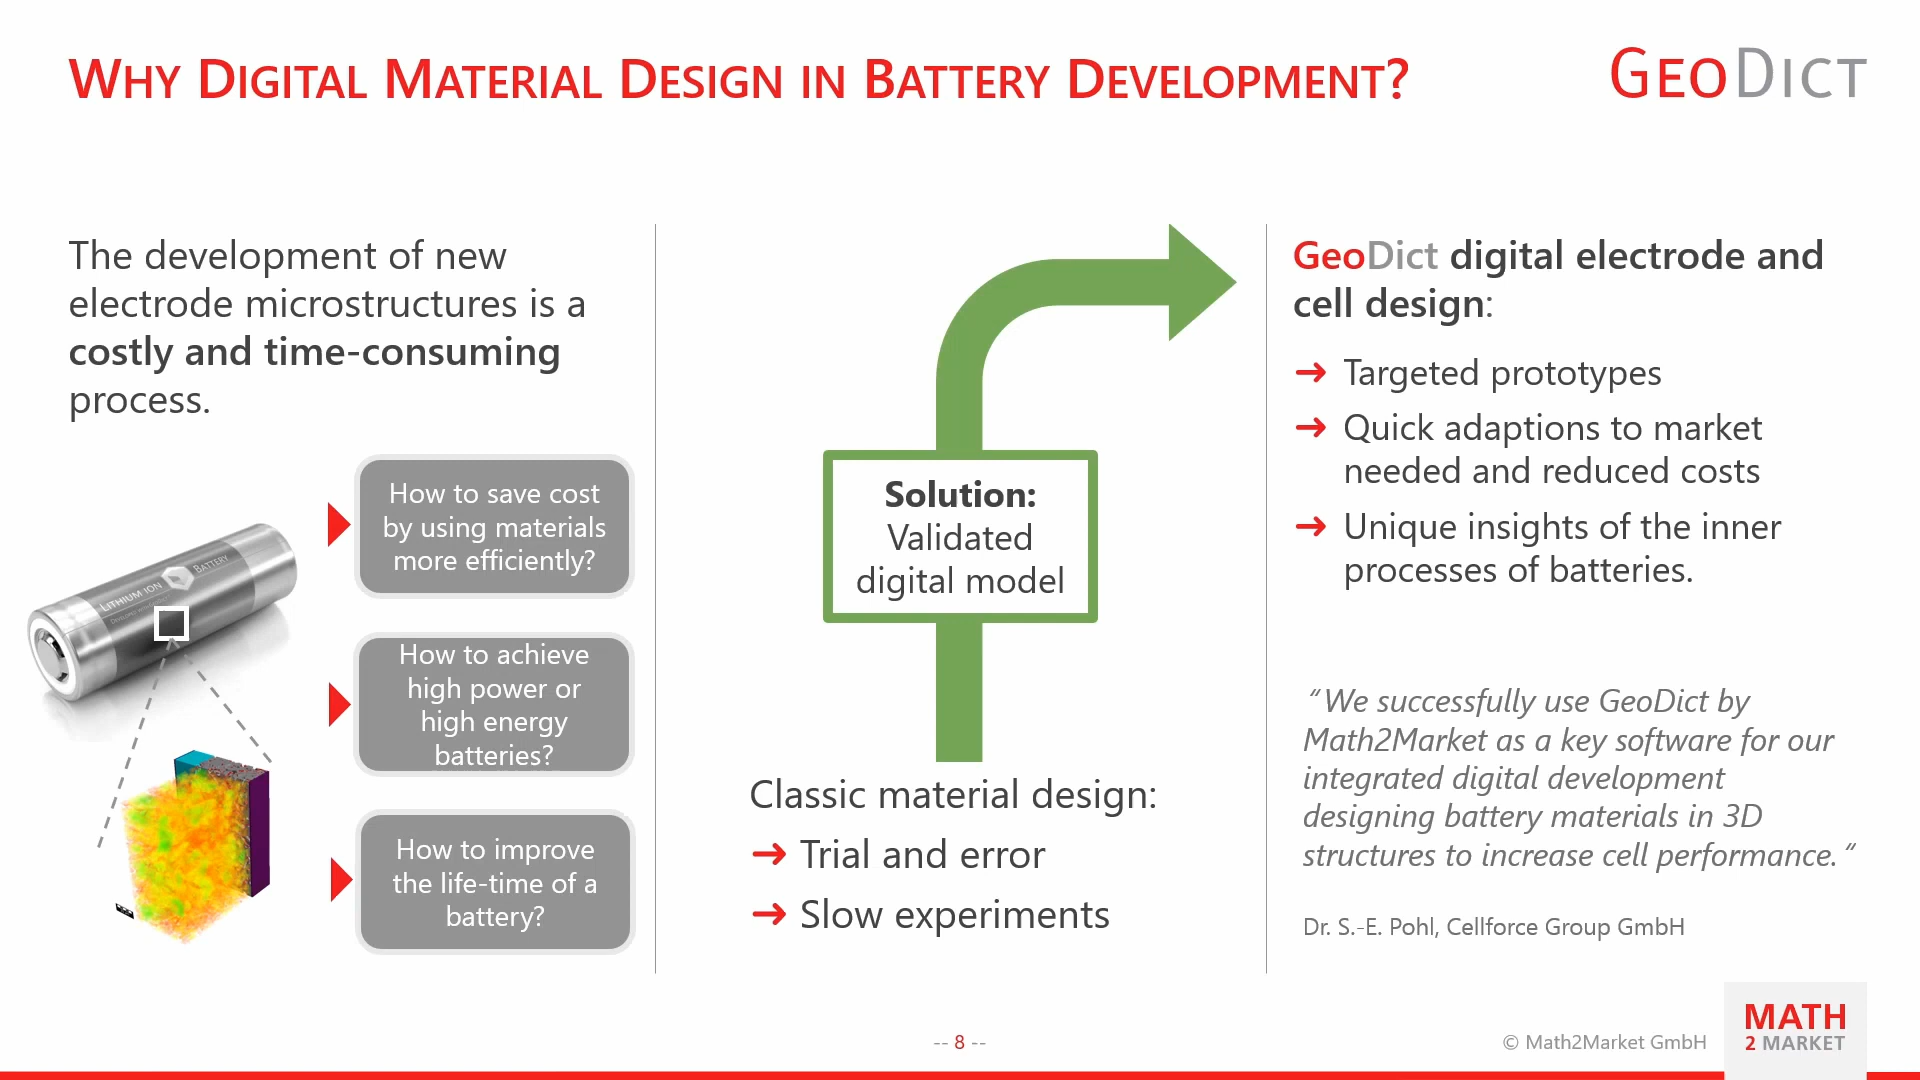 WHY DIGITAL MATERIAL DESIGN IN BATTERY DEVELOPMENT?
GEODICT
The development of new
electrode microstructures is a
costly and time-consuming
process.
How to save cost
by using materials
more efficiently?
LITHIUM ION
BATTERY
How to achieve
high power or
high energy
batteries?
How to improve
the life-time of a
battery?
Solution:
Validated
digital model
Classic material design:
➔ Trial and error
➔ Slow experiments
GeoDict digital electrode and
cell design:
➔ Targeted prototypes
➔ Quick adaptions to market
needed and reduced costs
➔ Unique insights of the inner
processes of batteries.
“We successfully use GeoDict by
Math2Market as a key software for our
integrated digital development
designing battery materials in 3D
structures to increase cell performance.“
Dr. S.-E. Pohl, Cellforce Group GmbH
-- 8 --
© Math2Market GmbH
MATH
2 MARKET